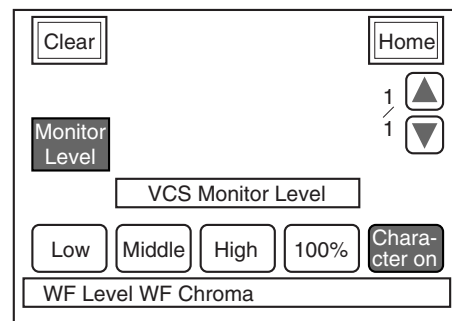 Clear
Home
1/1
Monitor
Level
VCS Monitor Level
Low
Middle
High
100%
Chara-
cter on
WF Level WF Chroma